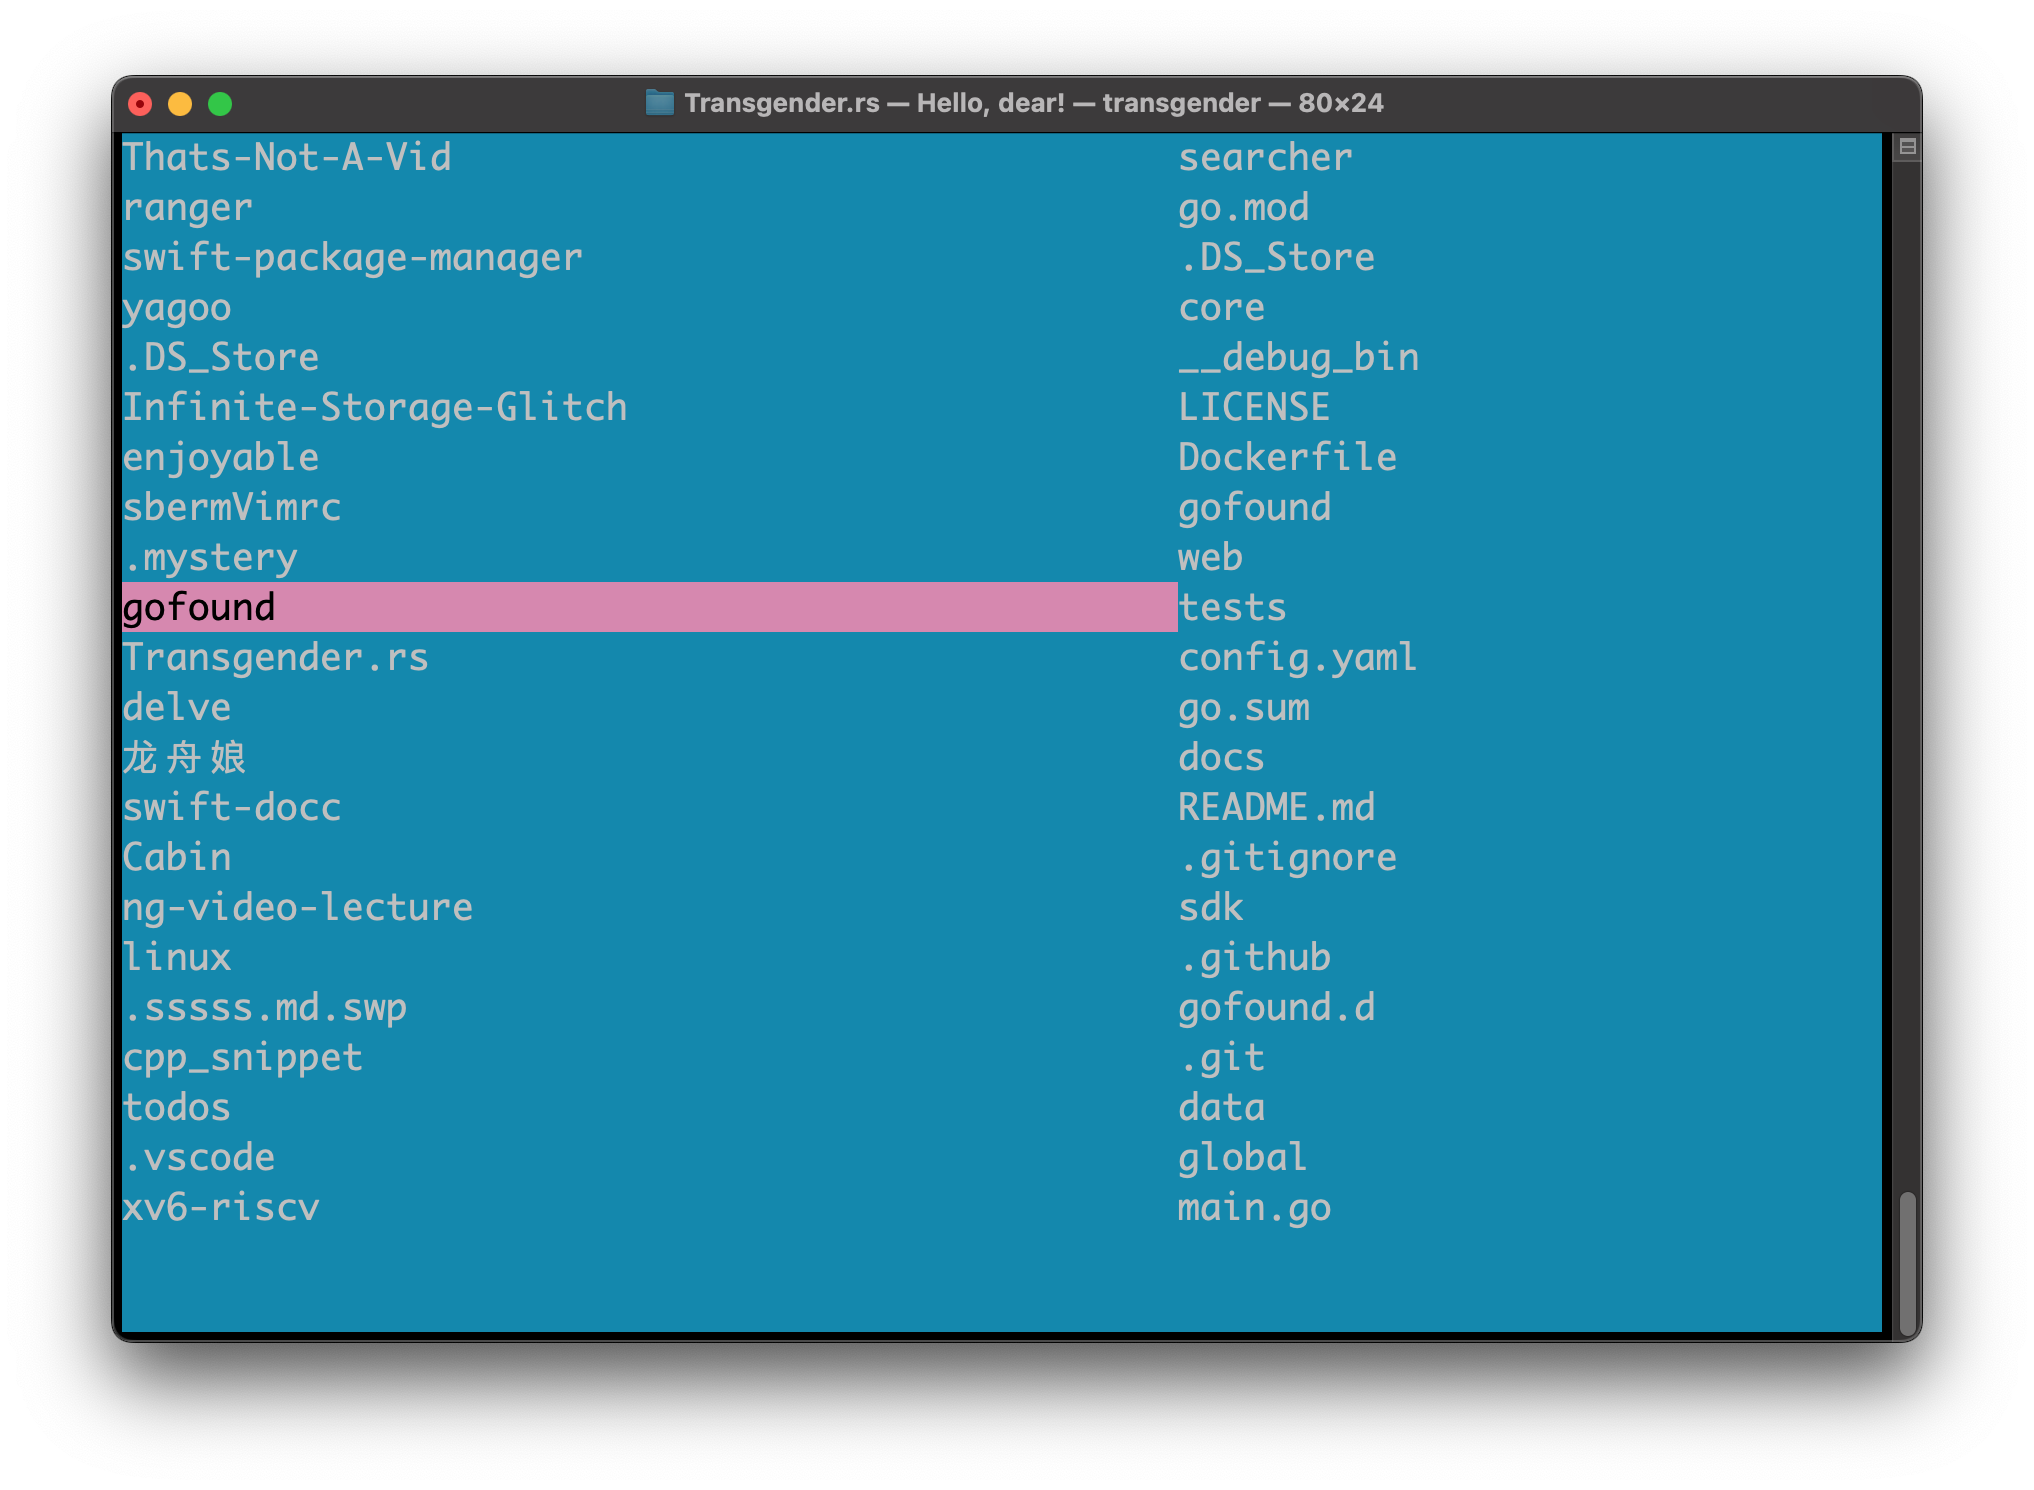 Transgender.rs — Hello, dear! — transgender — 80×24
Thats-Not-A-Vid searcher
ranger go.mod
swift-package-manager .DS_Store
yagoo core
.DS_Store __debug_bin
Infinite-Storage-Glitch LICENSE
enjoyable Dockerfile
sbermVimrc gofound
.mystery web
gofound tests
Transgender.rs config.yaml
delve go.sum
龙舟娘 docs
swift-docc README.md
Cabin .gitignore
ng-video-lecture sdk
linux .github
.sssss.md.swp gofound.d
cpp_snippet .git
todos data
.vscode global
xv6-riscv main.go